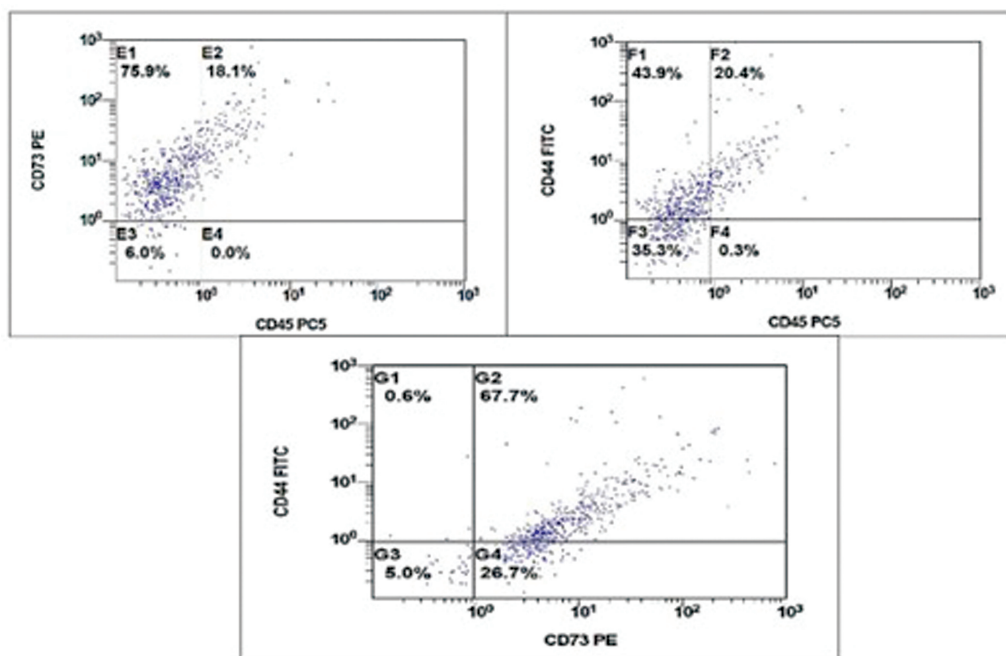 10³
E1 E2
75.9% 18.1%
10²
10¹
10⁰
E3 E4
6.0% 0.0%
10⁰ 10¹ 10² 10³
CD73 PE
CD45 PC5
10³
F1 F2
43.9% 20.4%
10²
10¹
10⁰
F3 F4
35.3% 0.3%
10⁰ 10¹ 10² 10³
CD44 FITC
CD45 PC5
10³
G1 G2
0.6% 67.7%
10²
10¹
10⁰
G3 G4
5.0% 26.7%
10⁰ 10¹ 10² 10³
CD44 FITC
CD73 PE